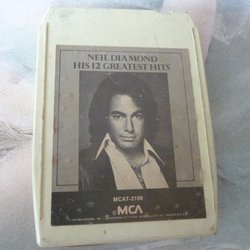 NEIL DIAMOND
HIS 12 GREATEST HITS
MCAT-2106
MCA